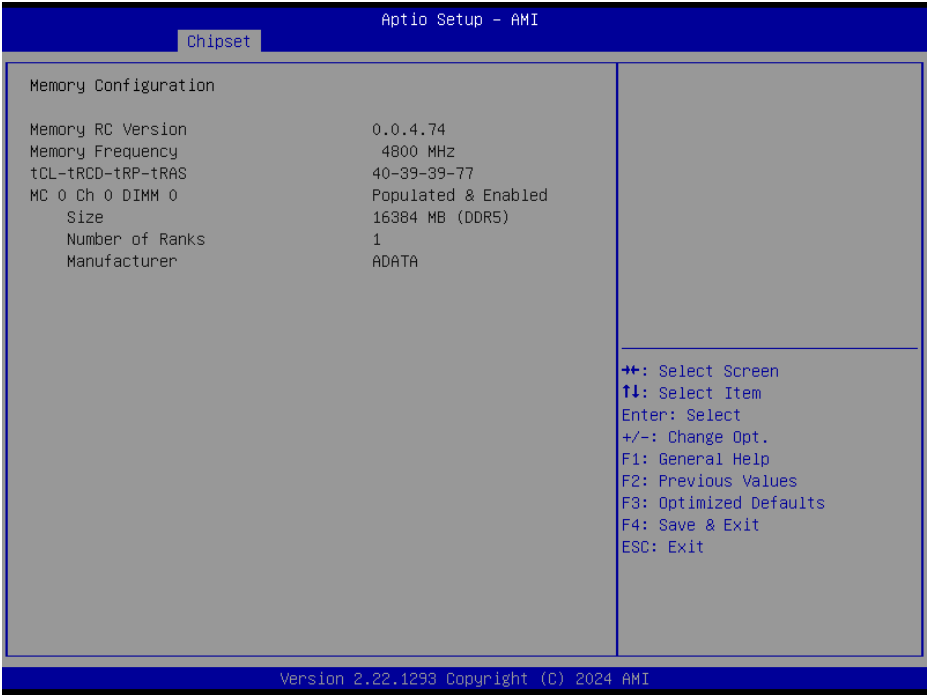 Aptio Setup - AMI
Chipset
Memory Configuration
Memory RC Version 0.0.4.74
Memory Frequency 4800 MHz
tCL-tRCD-tRP-tRAS 40-39-39-77
MC 0 Ch 0 DIMM 0 Populated & Enabled
Size 16384 MB (DDR5)
Number of Ranks 1
Manufacturer ADATA
→←: Select Screen
↑↓: Select Item
Enter: Select
+/-: Change Opt.
F1: General Help
F2: Previous Values
F3: Optimized Defaults
F4: Save & Exit
ESC: Exit
Version 2.22.1293 Copyright (C) 2024 AMI